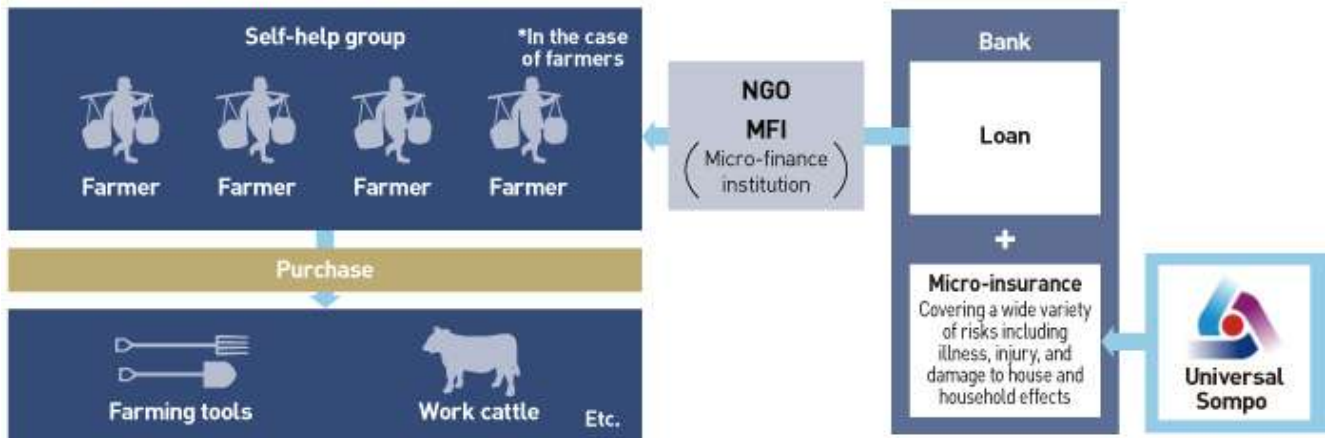 Self-help group
*In the case
of farmers
Farmer
Farmer
Farmer
Farmer
Purchase
Farming tools
Work cattle
Etc.
NGO
MFI
(Micro-finance
institution)
Bank
Loan
+
Micro-insurance
Covering a wide variety
of risks including
illness, injury, and
damage to house and
household effects
Universal
Sompo